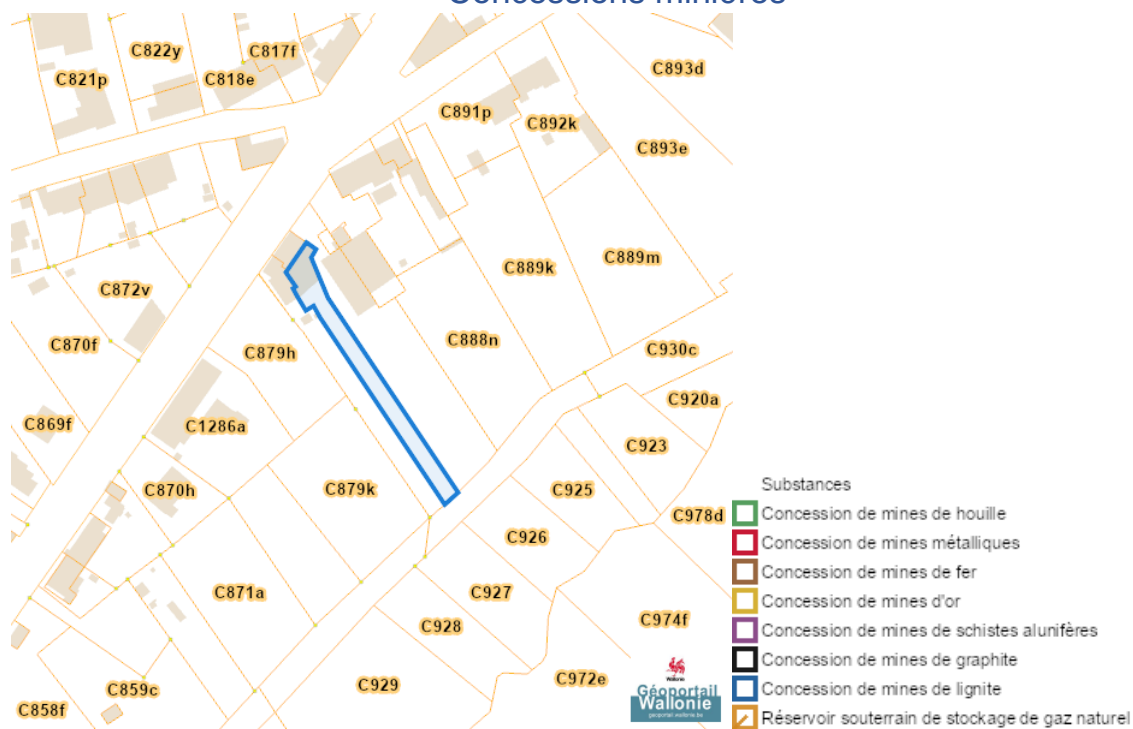 Concessions minières
C822y
C817f
C821p
C818e
C893d
C891p
C892k
C893e
C889m
C889k
C872v
C870f
C888n
C879h
C930c
C920a
C869f
C1286a
C923
C870h
C879k
C925
C978d
C926
C871a
C927
C928
C974f
C859c
C929
C972e
C858f
Wallonie
Géoportail
Wallonie
geoportail.wallonie.be
Substances
Concession de mines de houille
Concession de mines métalliques
Concession de mines de fer
Concession de mines d'or
Concession de mines de schistes alunifères
Concession de mines de graphite
Concession de mines de lignite
Réservoir souterrain de stockage de gaz naturel